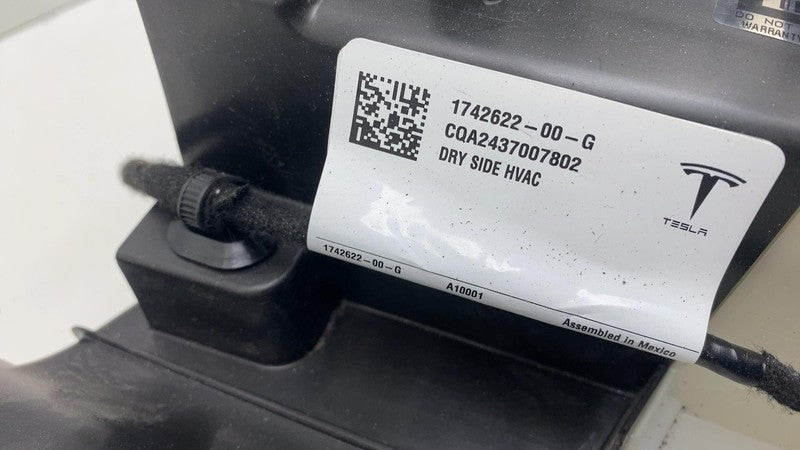 DO NOT
WARRANTY
1742622-00-G
CQA2437007802
DRY SIDE HVAC
TESLA
1742622-00-G
A10001
Assembled in Mexico